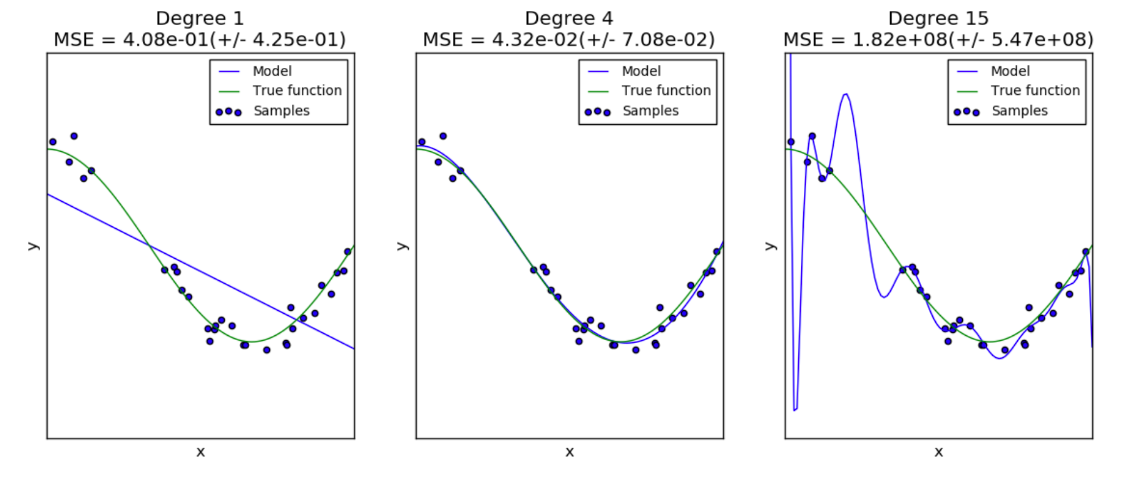 Degree 1
MSE = 4.08e-01(+/- 4.25e-01)
Model
True function
Samples
y
x
Degree 4
MSE = 4.32e-02(+/- 7.08e-02)
Model
True function
Samples
y
x
Degree 15
MSE = 1.82e+08(+/- 5.47e+08)
Model
True function
Samples
y
x